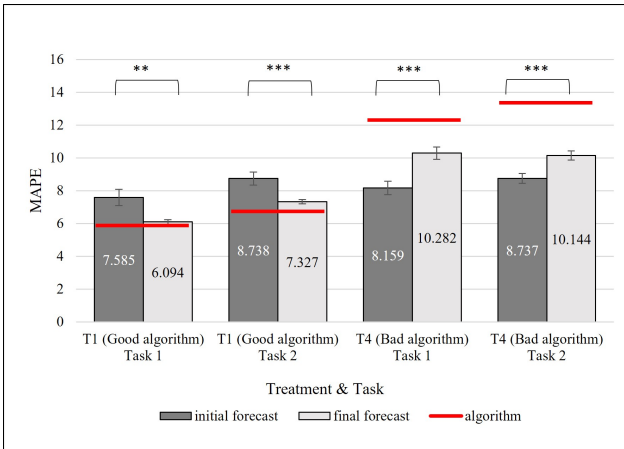 16
14
12
10
8
6
4
2
0
MAPE
** *** *** ***
7.585 6.094 8.738 7.327 8.159 10.282 8.737 10.144
T1 (Good algorithm) T1 (Good algorithm) T4 (Bad algorithm) T4 (Bad algorithm)
Task 1 Task 2 Task 1 Task 2
Treatment & Task
initial forecast final forecast algorithm